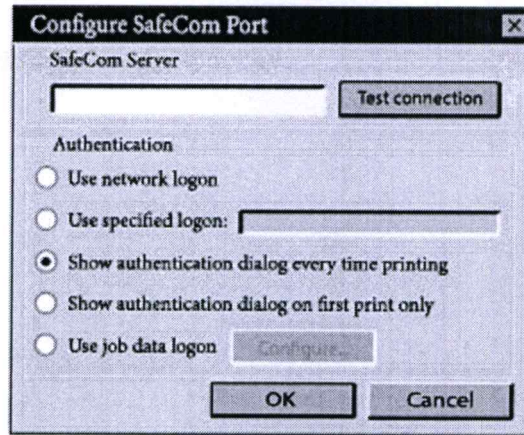 Configure SafeCom Port
SafeCom Server
Test connection
Authentication
Use network logon
Use specified logon:
Show authentication dialog every time printing
Show authentication dialog on first print only
Use job data logon Configure...
OK Cancel